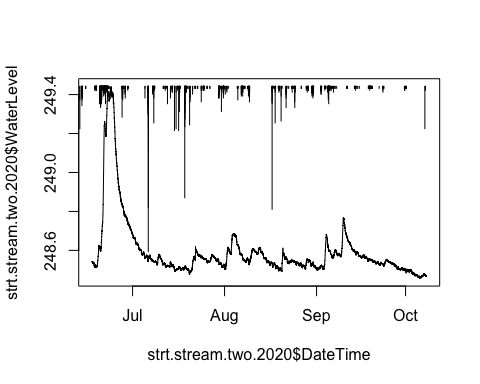 strt.stream.two.2020$WaterLevel
249.4
249.0
248.6
Jul Aug Sep Oct
strt.stream.two.2020$DateTime